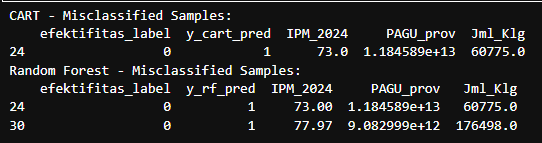 CART - Misclassified Samples:
efektifitas_label y_cart_pred IPM_2024 PAGU_prov Jml_Klg
24 0 1 73.0 1.184589e+13 60775.0
Random Forest - Misclassified Samples:
efektifitas_label y_rf_pred IPM_2024 PAGU_prov Jml_Klg
24 0 1 73.00 1.184589e+13 60775.0
30 0 1 77.97 9.082999e+12 176498.0